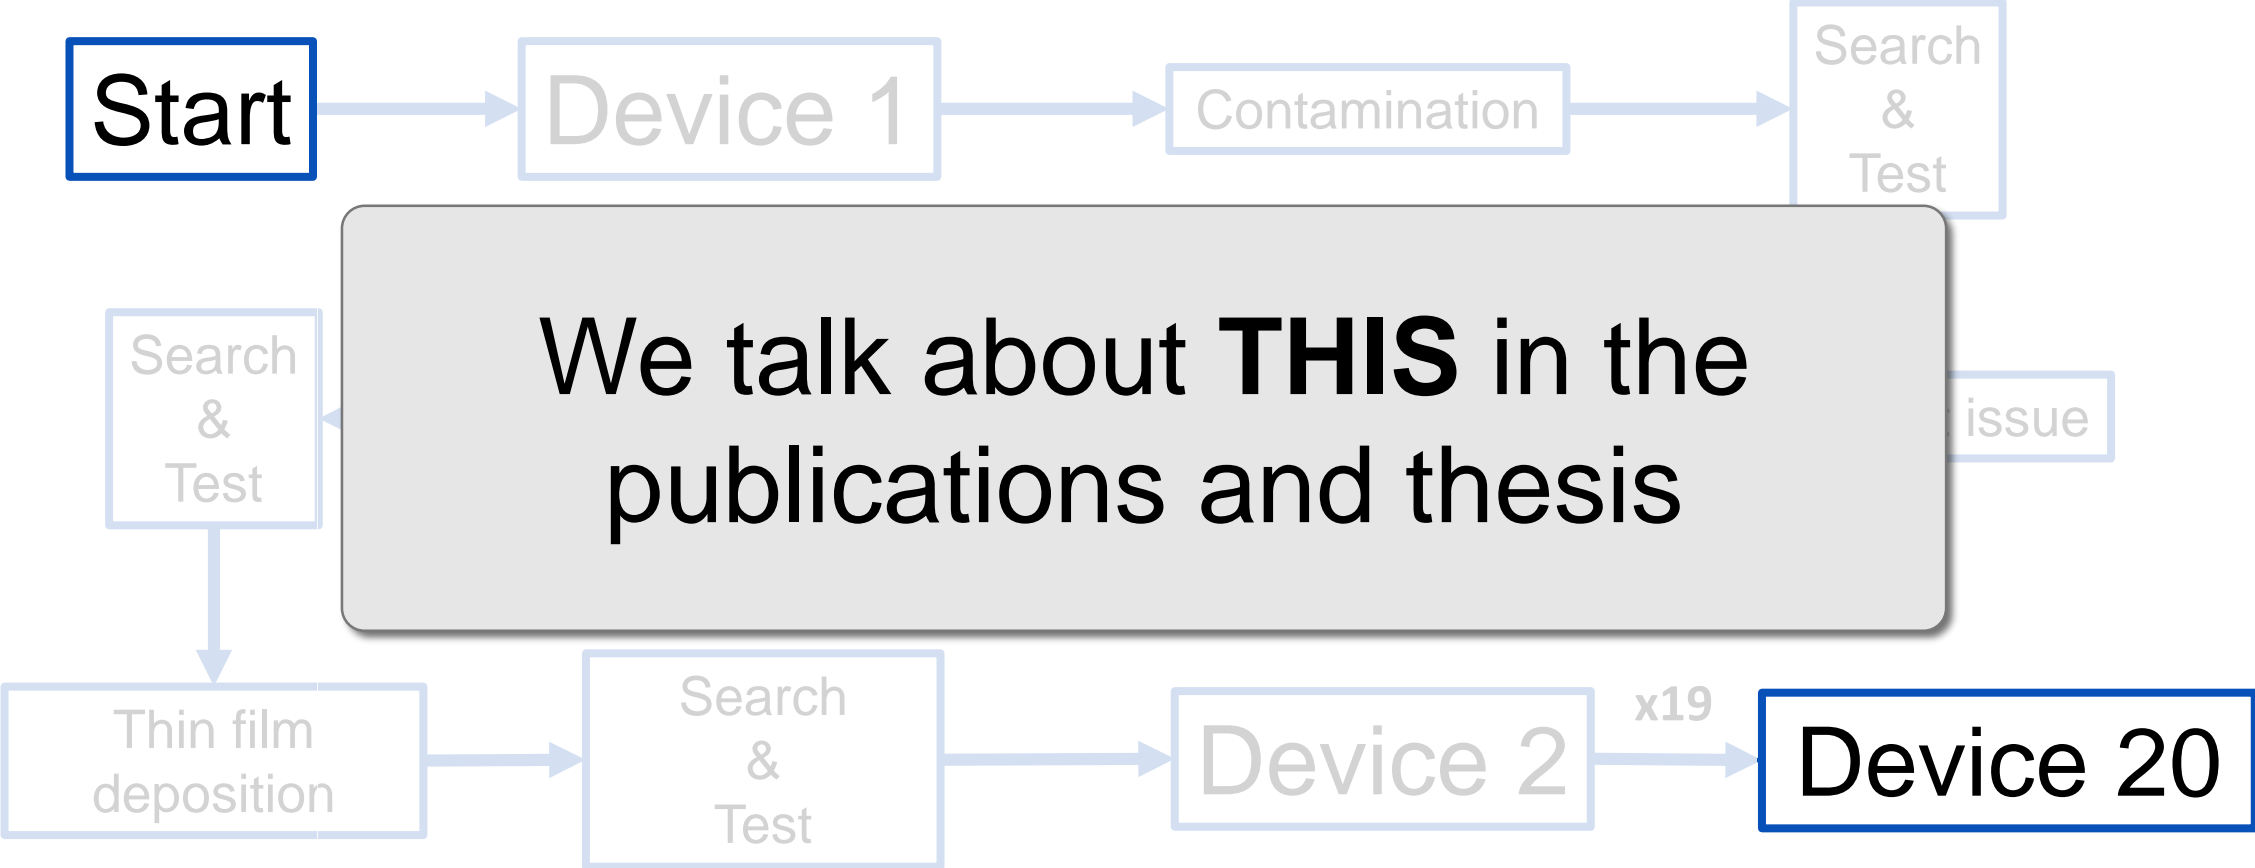 Start
Device 1
Contamination
Search
&
Test
We talk about THIS in the
publications and thesis
Search
&
Test
issue
Thin film
deposition
Search
&
Test
Device 2
x19
Device 20